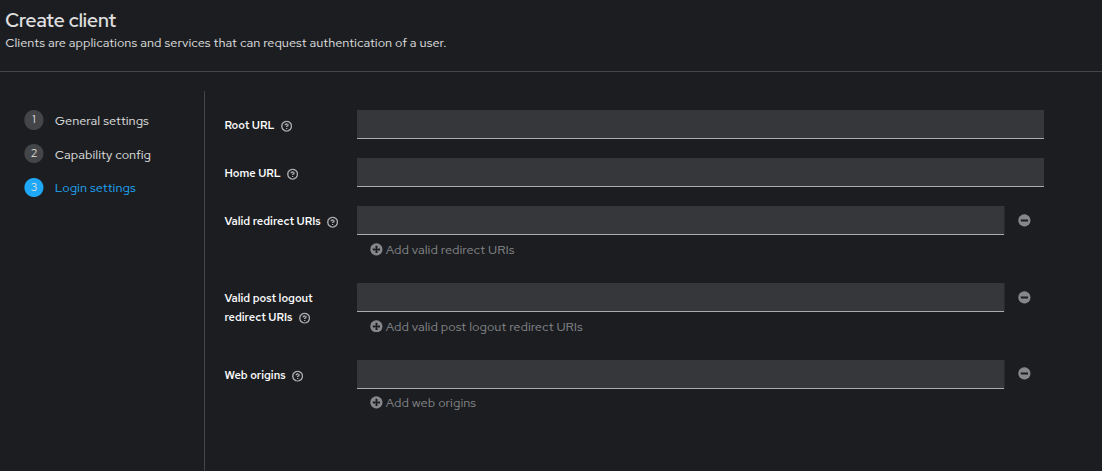 Create client
Clients are applications and services that can request authentication of a user.
1 General settings
2 Capability config
3 Login settings
Root URL
Home URL
Valid redirect URIs
Add valid redirect URIs
Valid post logout
redirect URIs
Add valid post logout redirect URIs
Web origins
Add web origins